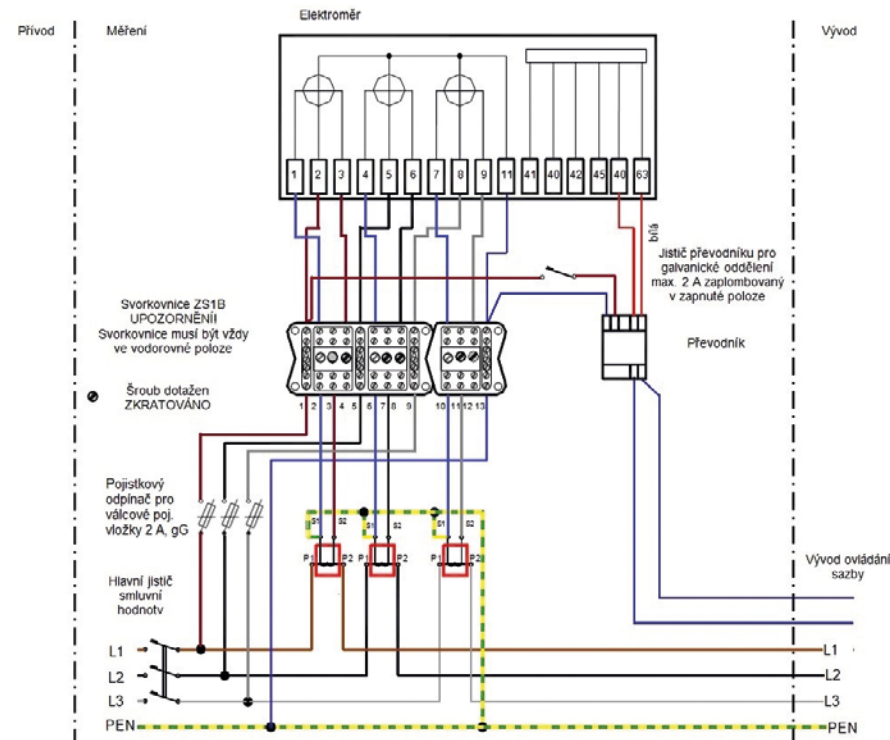 Elektroměr
Přívod
Měření
Vývod
1 2 3 4 5 6 7 8 9 11 41 40 42 45 40 63
bílá
Jistič převodníku pro
galvanické oddělení
max. 2 A zaplombovaný
v zapnuté poloze
Svorkovnice ZS1B
UPOZORNĚNÍ!
Svorkovnice musí být vždy
ve vodorovné poloze
Převodník
Šroub dotažen
ZKRATOVÁNO
1 2 3 4 5 6 7 8 9 10 11 12 13
Pojistkový
odpínač pro
válcové poj.
vložky 2 A, gG
S1 S2 S1 S2 S1 S2
P1 P2 P1 P2 P1 P2
Vývod ovládání
sazby
Hlavní jistič
smluvní
hodnotv
L1 L1
L2 L2
L3 L3
PEN PEN